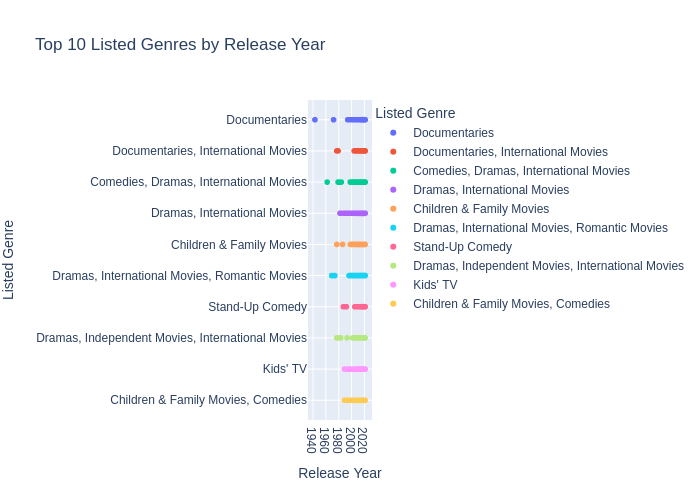 Top 10 Listed Genres by Release Year
Listed Genre
Documentaries
Documentaries, International Movies
Comedies, Dramas, International Movies
Dramas, International Movies
Children & Family Movies
Dramas, International Movies, Romantic Movies
Stand-Up Comedy
Dramas, Independent Movies, International Movies
Kids' TV
Children & Family Movies, Comedies
1940
1960
1980
2000
2020
Release Year
Listed Genre
Documentaries
Documentaries, International Movies
Comedies, Dramas, International Movies
Dramas, International Movies
Children & Family Movies
Dramas, International Movies, Romantic Movies
Stand-Up Comedy
Dramas, Independent Movies, International Movies
Kids' TV
Children & Family Movies, Comedies